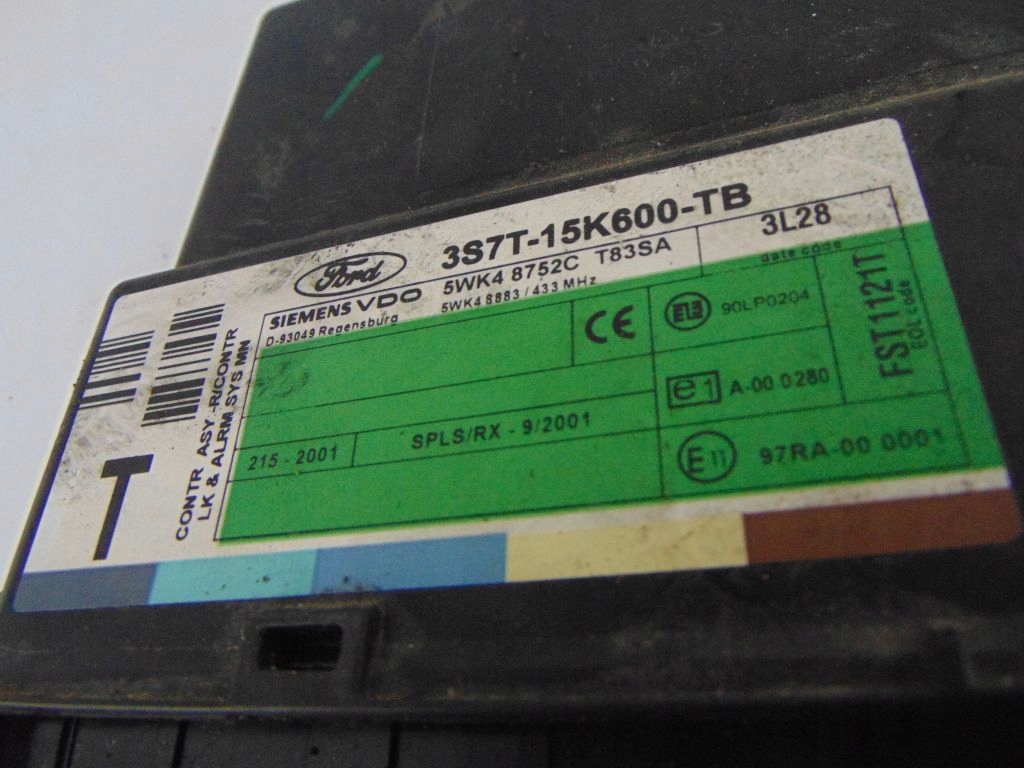 Ford
3S7T-15K600-TB
SIEMENS VDO
5WK4 8752C T83SA
3L28
D-93049 Regensburg
5WK4 8883 / 433 MHz
date code
CE
ELE
90LP0204
FST1121T
EOL code
e1
A-00 0280
215 - 2001
SPLS/RX - 9/2001
E11
97RA-00 0001
CONTR ASY.-R/CONTR
LK & ALRM SYS MN
T